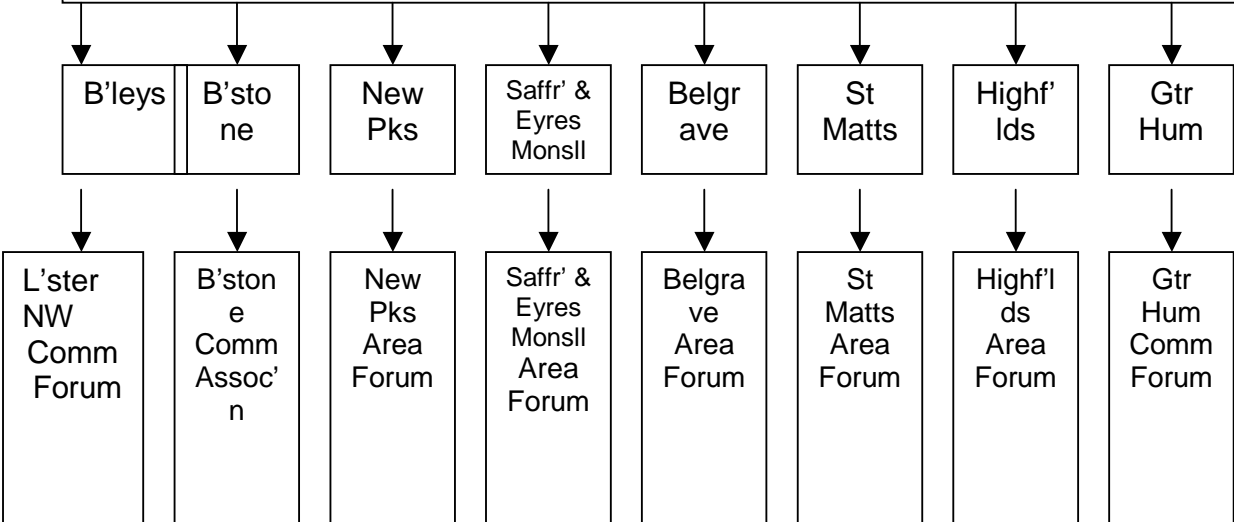 B'leys
B'sto
ne
New
Pks
Saffr' &
Eyres
Monsll
Belgr
ave
St
Matts
Highf'
lds
Gtr
Hum
L'ster
NW
Comm
Forum
B'ston
e
Comm
Assoc'
n
New
Pks
Area
Forum
Saffr' &
Eyres
Monsll
Area
Forum
Belgra
ve
Area
Forum
St
Matts
Area
Forum
Highf'l
ds
Area
Forum
Gtr
Hum
Comm
Forum